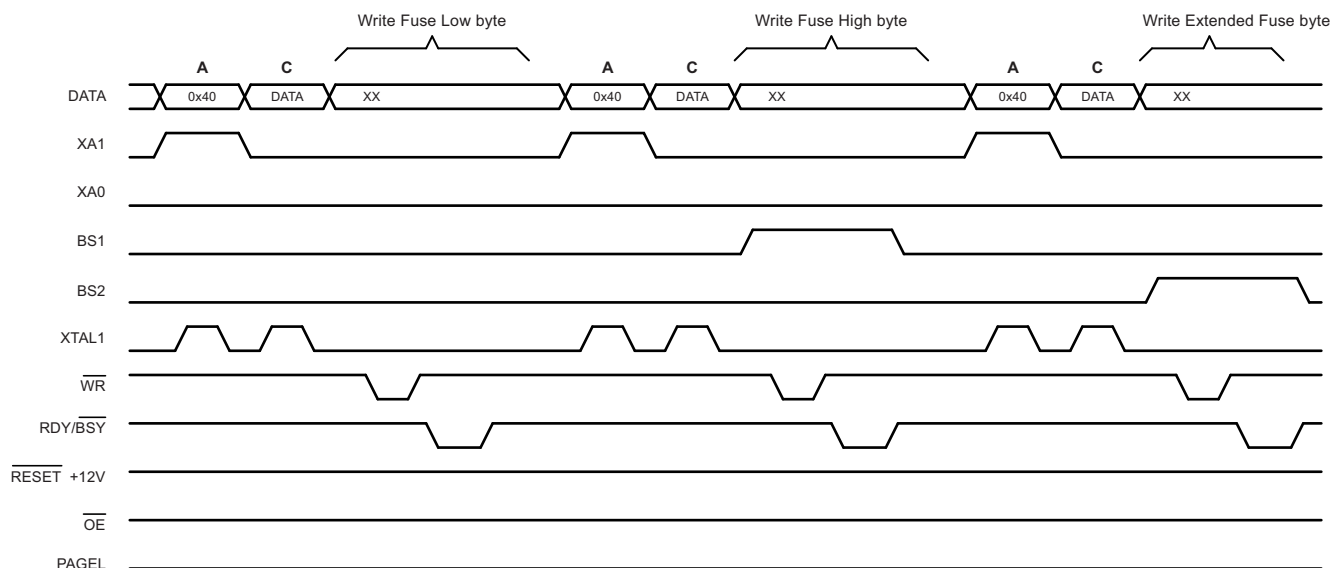 Write Fuse Low byte Write Fuse High byte Write Extended Fuse byte
A C A C A C
DATA 0x40 DATA XX 0x40 DATA XX 0x40 DATA XX
XA1
XA0
BS1
BS2
XTAL1
WR
RDY/BSY
RESET +12V
OE
PAGEL